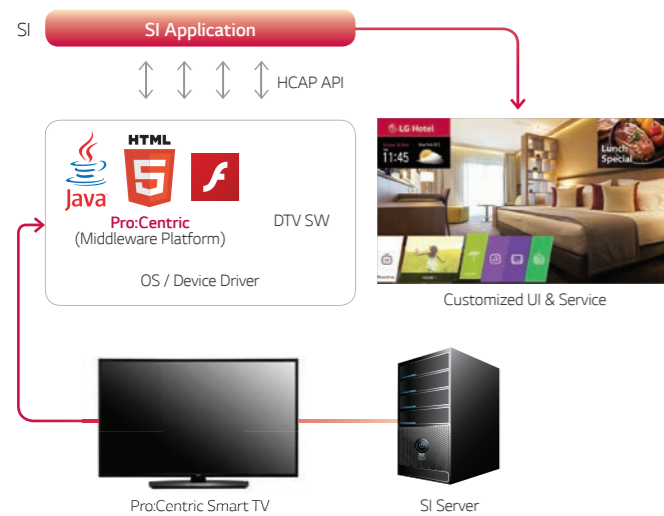 SI
SI Application
HCAP API
HTML
5
Java
Pro:Centric
(Middleware Platform)
DTV SW
OS / Device Driver
LG Hotel
11:45
Lunch
Special
Customized UI & Service
Pro:Centric Smart TV
SI Server